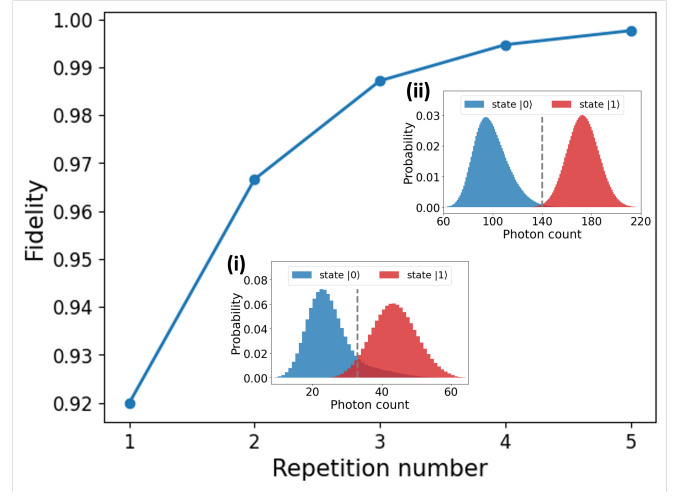 1.00
0.99
0.98
0.97
0.96
0.95
0.94
0.93
0.92
Fidelity
1 2 3 4 5
Repetition number
(ii)
state |0⟩ state |1⟩
0.03
0.02
0.01
0.00
Probability
60 100 140 180 220
Photon count
(i)
state |0⟩ state |1⟩
0.08
0.06
0.04
0.02
0.00
Probability
20 40 60
Photon count